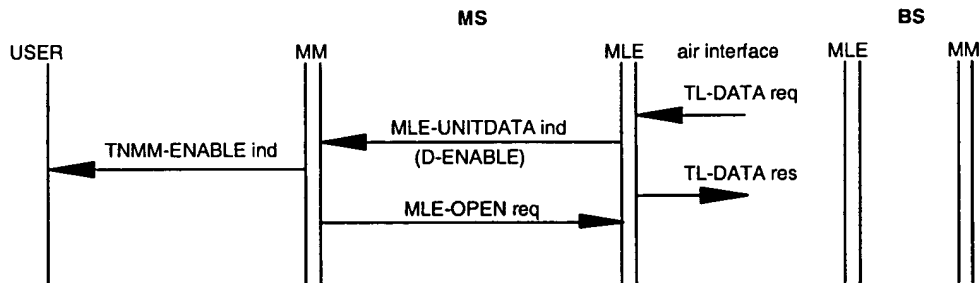 MS
BS
USER
MM
MLE
air interface
MLE
MM
TL-DATA req
MLE-UNITDATA ind
(D-ENABLE)
TNMM-ENABLE ind
TL-DATA res
MLE-OPEN req